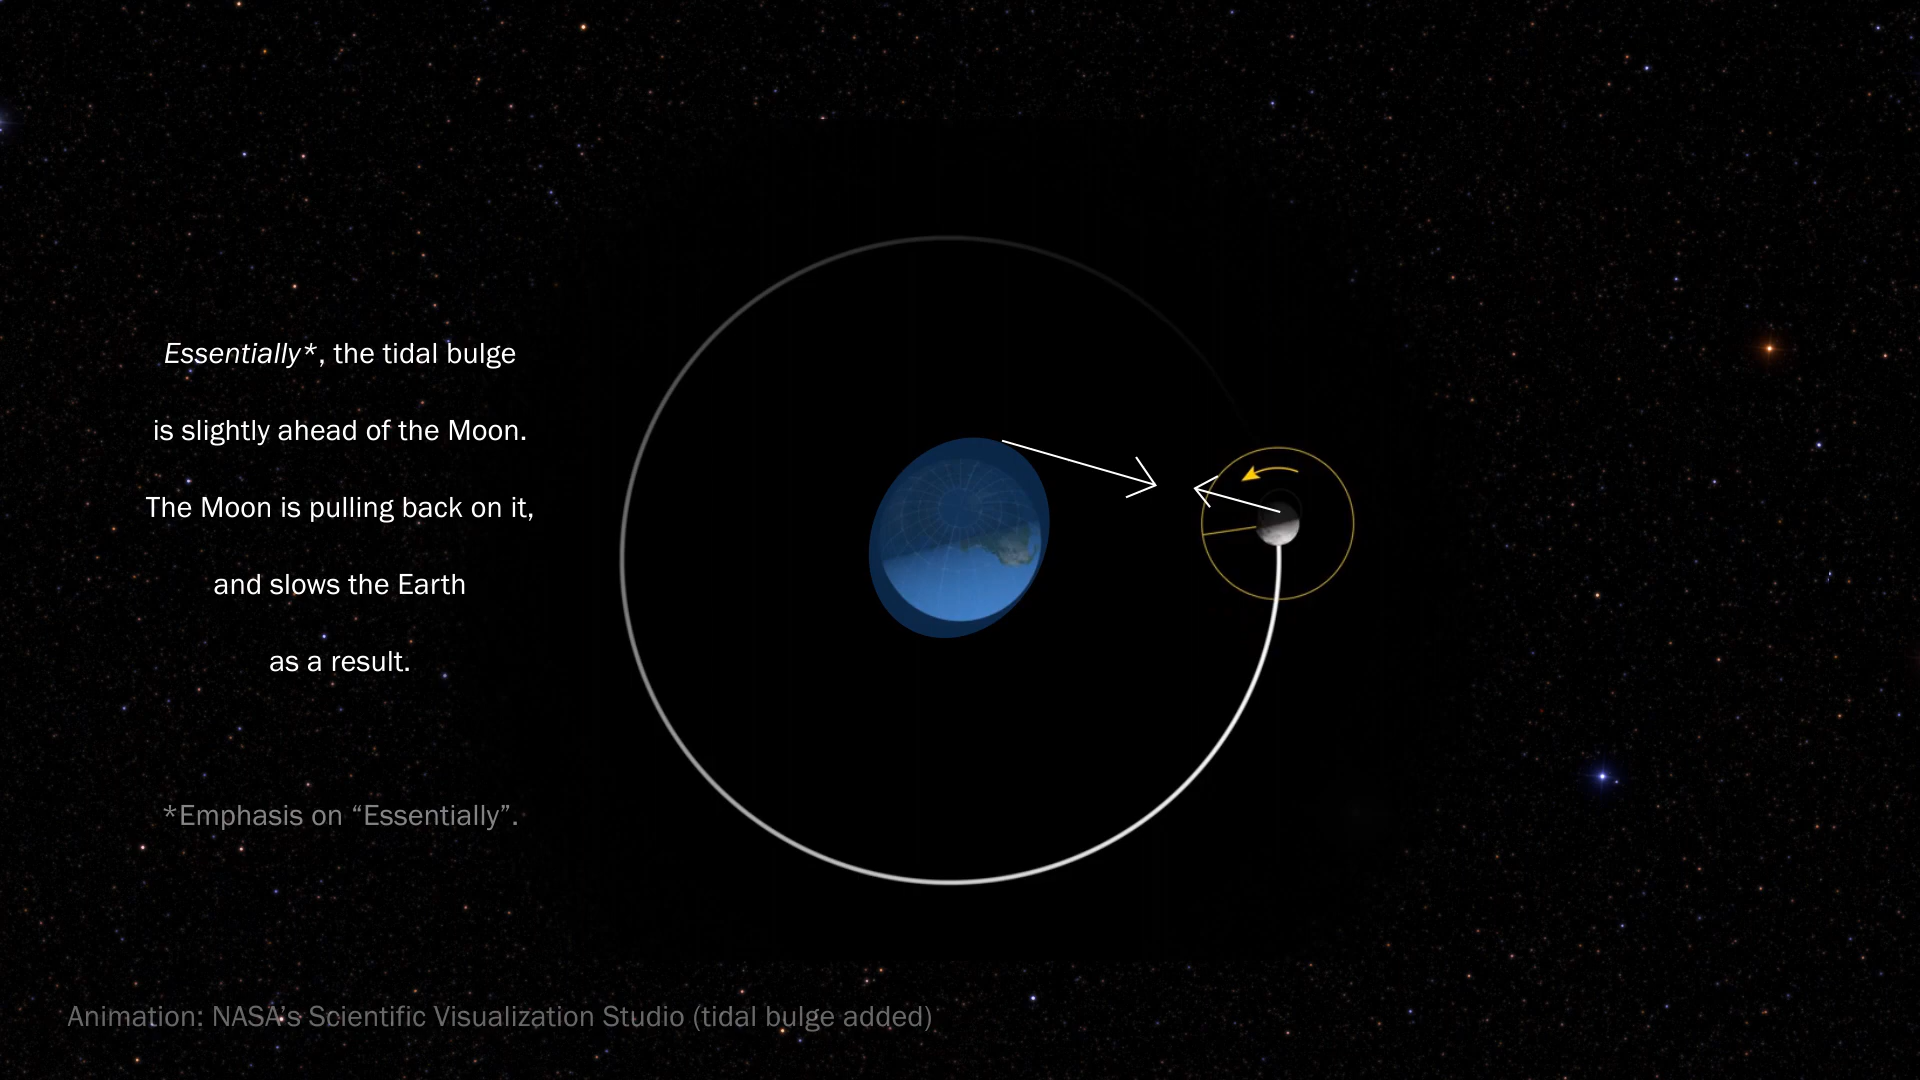 Essentially*, the tidal bulge
is slightly ahead of the Moon.
The Moon is pulling back on it,
and slows the Earth
as a result.
*Emphasis on “Essentially”.
Animation: NASA’s Scientific Visualization Studio (tidal bulge added)